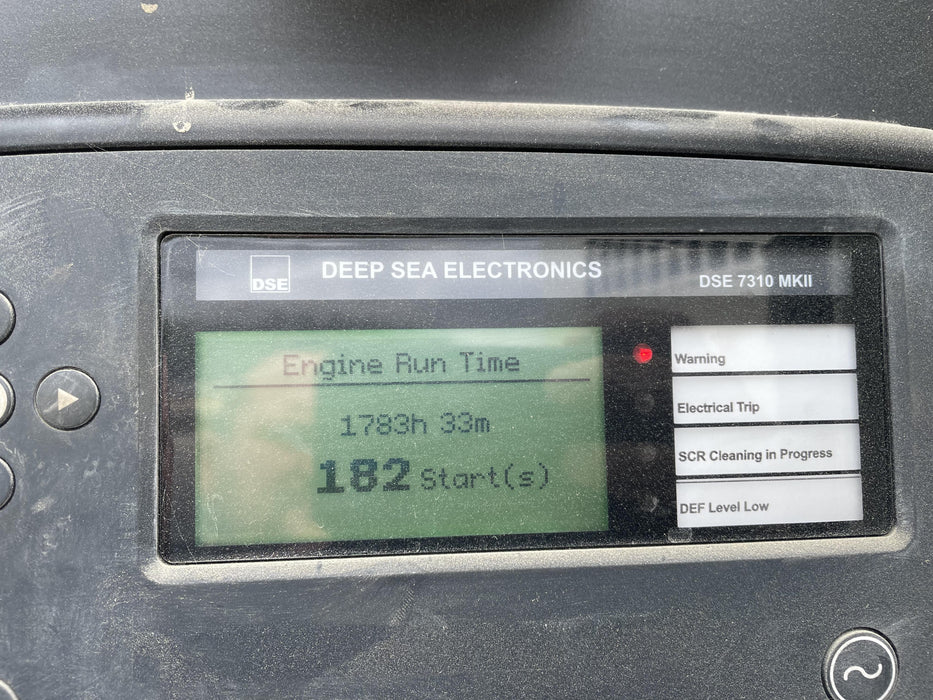 DSE
DEEP SEA ELECTRONICS
DSE 7310 MKII
Engine Run Time
1783h 33m
182 Start(s)
Warning
Electrical Trip
SCR Cleaning in Progress
DEF Level Low